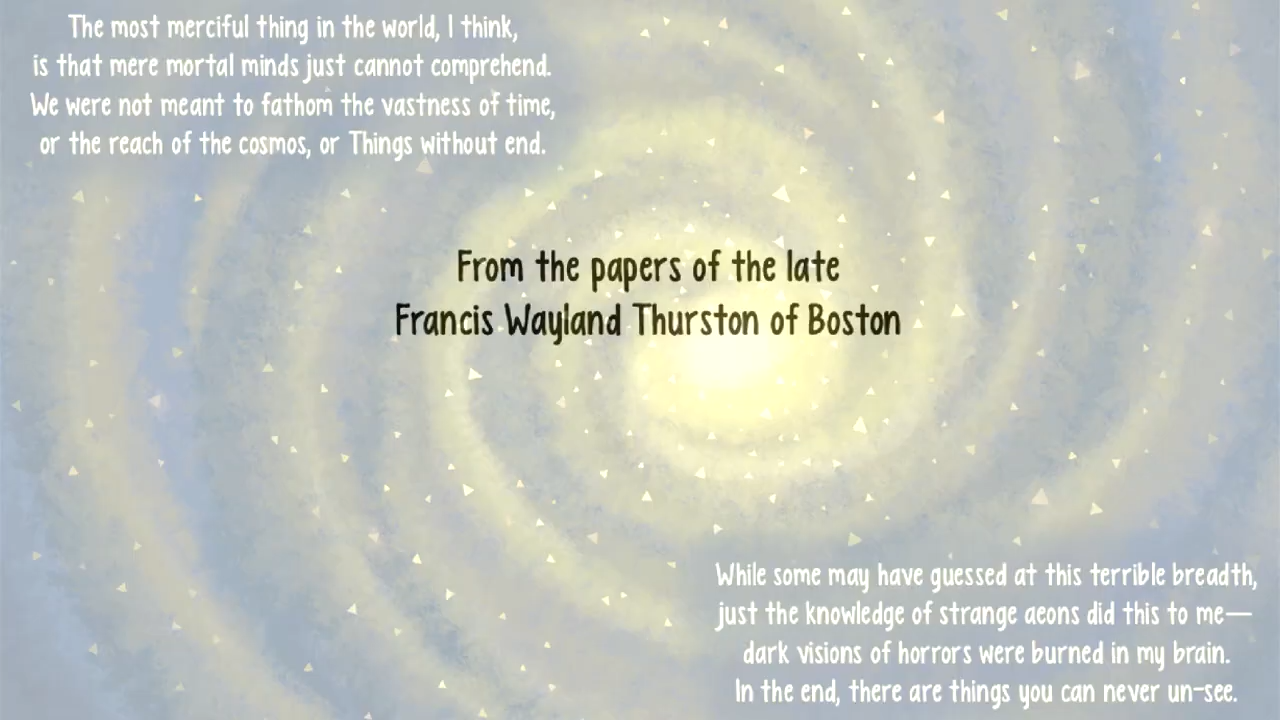 The most merciful thing in the world, I think,
is that mere mortal minds just cannot comprehend.
We were not meant to fathom the vastness of time,
or the reach of the cosmos, or Things without end.
From the papers of the late
Francis Wayland Thurston of Boston
While some may have guessed at this terrible breadth,
just the knowledge of strange aeons did this to me—
dark visions of horrors were burned in my brain.
In the end, there are things you can never un-see.